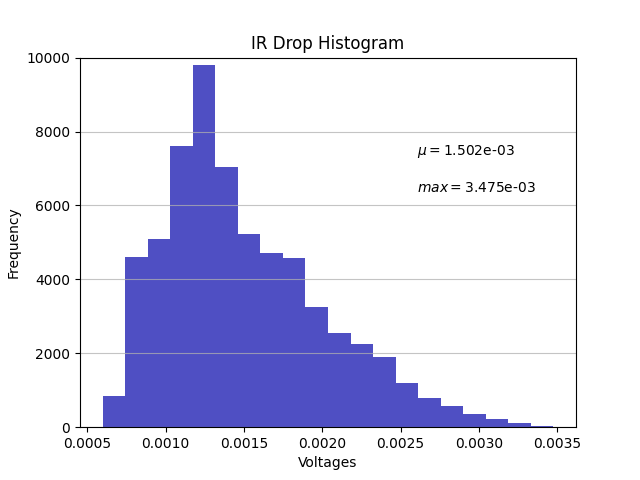 IR Drop Histogram
10000
8000
6000
4000
2000
0
Frequency
μ = 1.502e-03
max = 3.475e-03
0.0005 0.0010 0.0015 0.0020 0.0025 0.0030 0.0035
Voltages